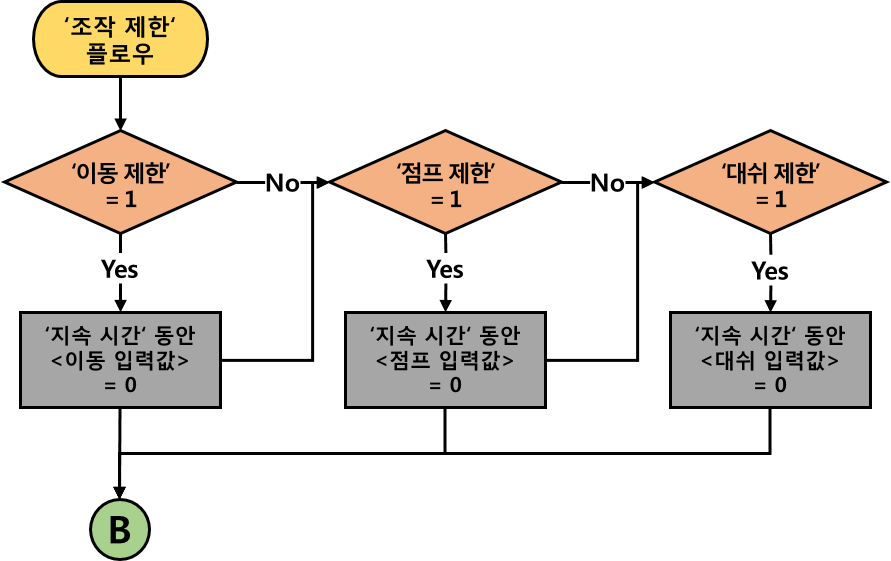 ‘조작 제한‘
플로우
‘이동 제한’
= 1
No
‘점프 제한’
= 1
No
‘대쉬 제한’
= 1
Yes
Yes
Yes
‘지속 시간‘ 동안
<이동 입력값>
= 0
‘지속 시간‘ 동안
<점프 입력값>
= 0
‘지속 시간‘ 동안
<대쉬 입력값>
= 0
B